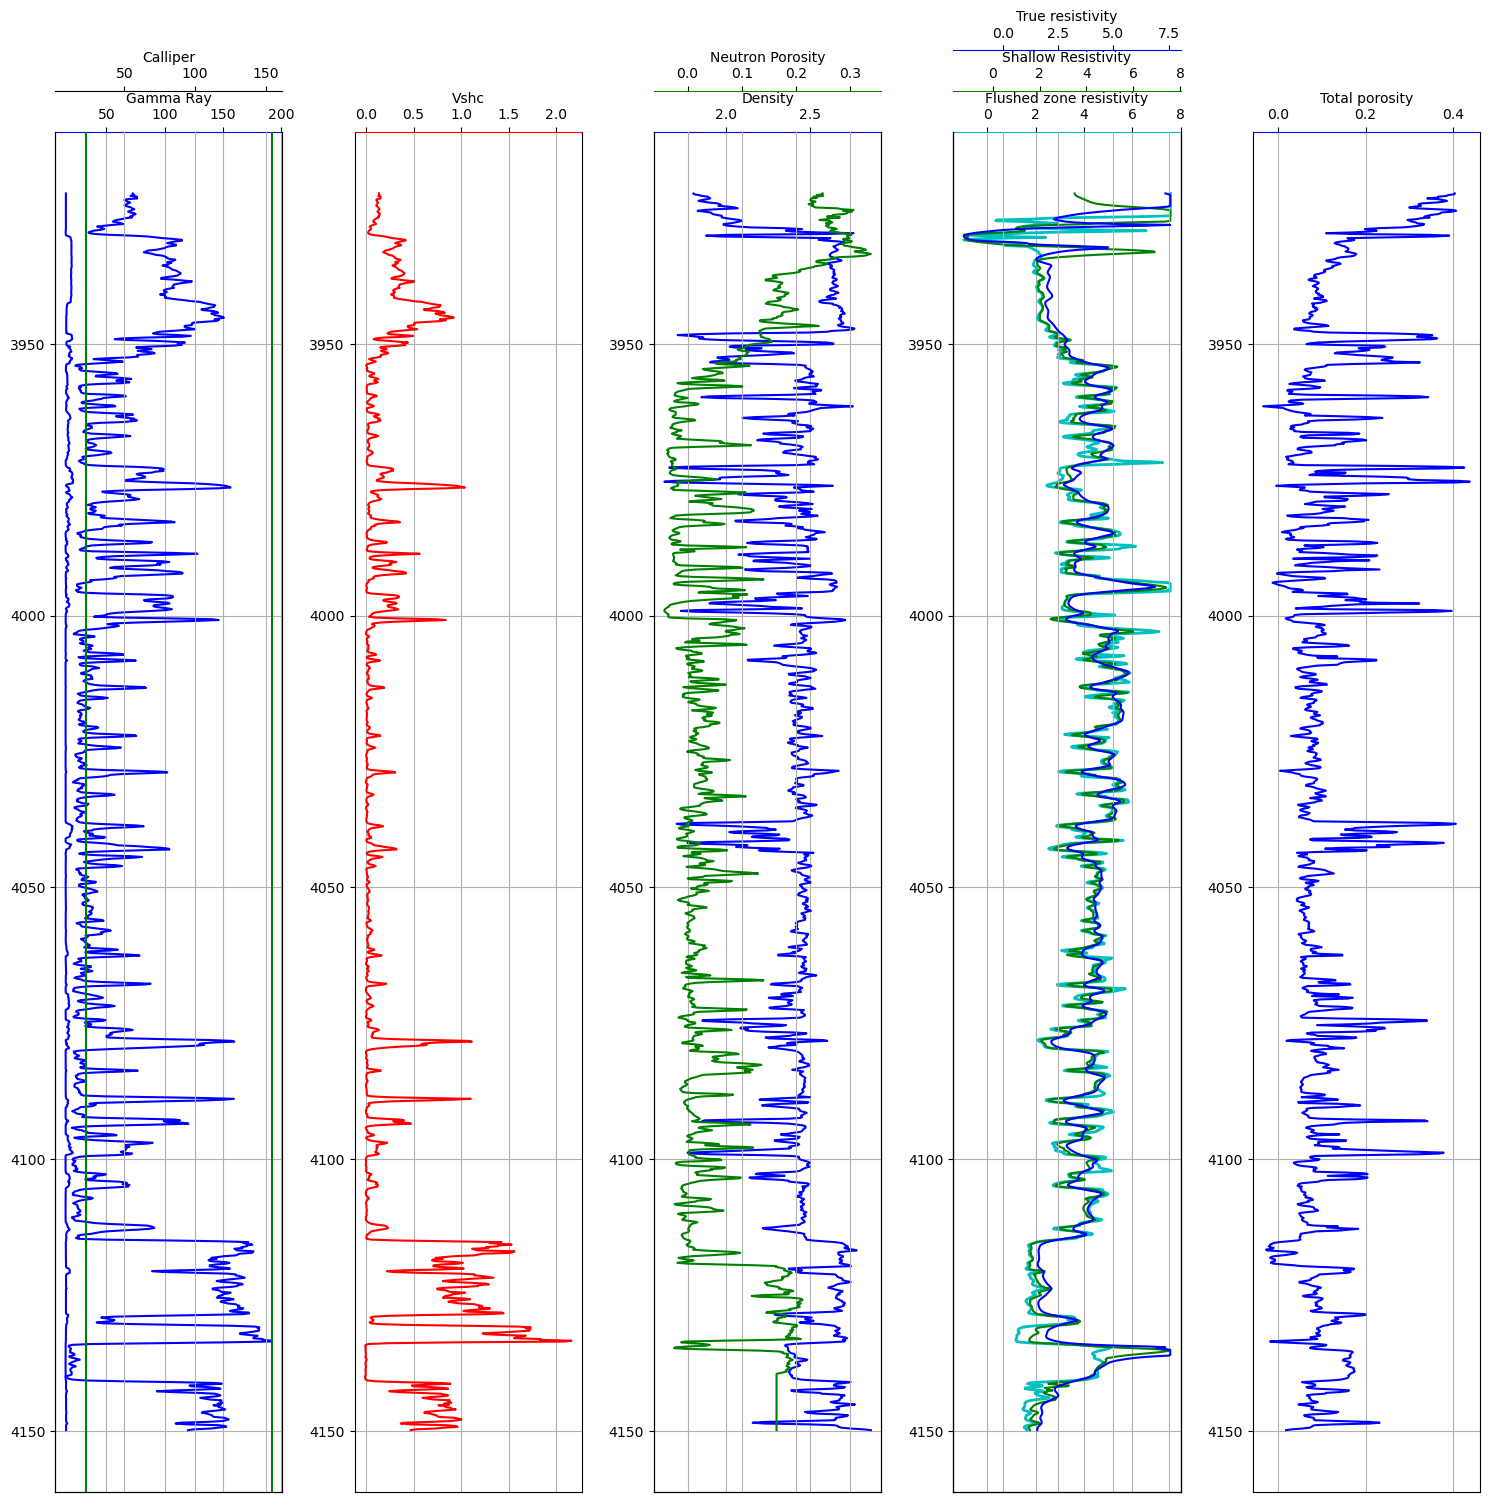 True resistivity
0.0 2.5 5.0 7.5
Calliper Neutron Porosity Shallow Resistivity
50 100 150 0.0 0.1 0.2 0.3 0 2 4 6 8
Gamma Ray Vshc Density Flushed zone resistivity Total porosity
50 100 150 200 0.0 0.5 1.0 1.5 2.0 2.0 2.5 0 2 4 6 8 0.0 0.2 0.4
3950 3950 3950 3950 3950
4000 4000 4000 4000 4000
4050 4050 4050 4050 4050
4100 4100 4100 4100 4100
4150 4150 4150 4150 4150